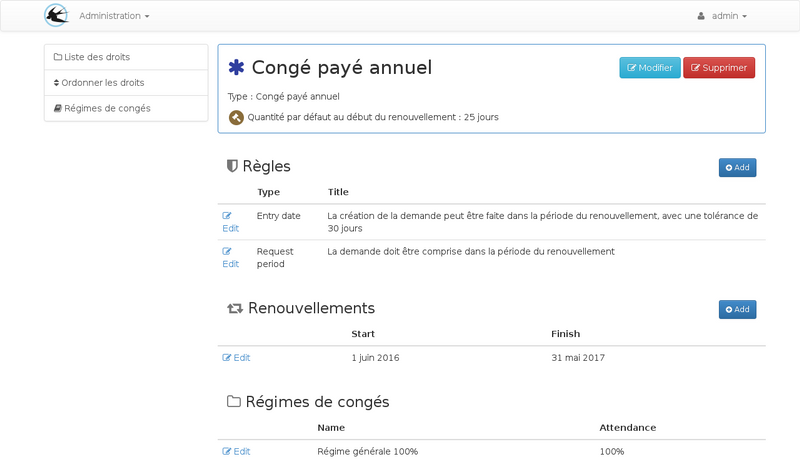 Administration
admin
Liste des droits
Ordonner les droits
Régimes de congés
Congé payé annuel
Modifier
Supprimer
Type : Congé payé annuel
Quantité par défaut au début du renouvellement : 25 jours
Règles
Add
Type Title
Edit Entry date La création de la demande peut être faite dans la période du renouvellement, avec une tolérance de
30 jours
Edit Request
period La demande doit être comprise dans la période du renouvellement
Renouvellements
Add
Start Finish
Edit 1 juin 2016 31 mai 2017
Régimes de congés
Name Attendance
Edit Régime générale 100% 100%